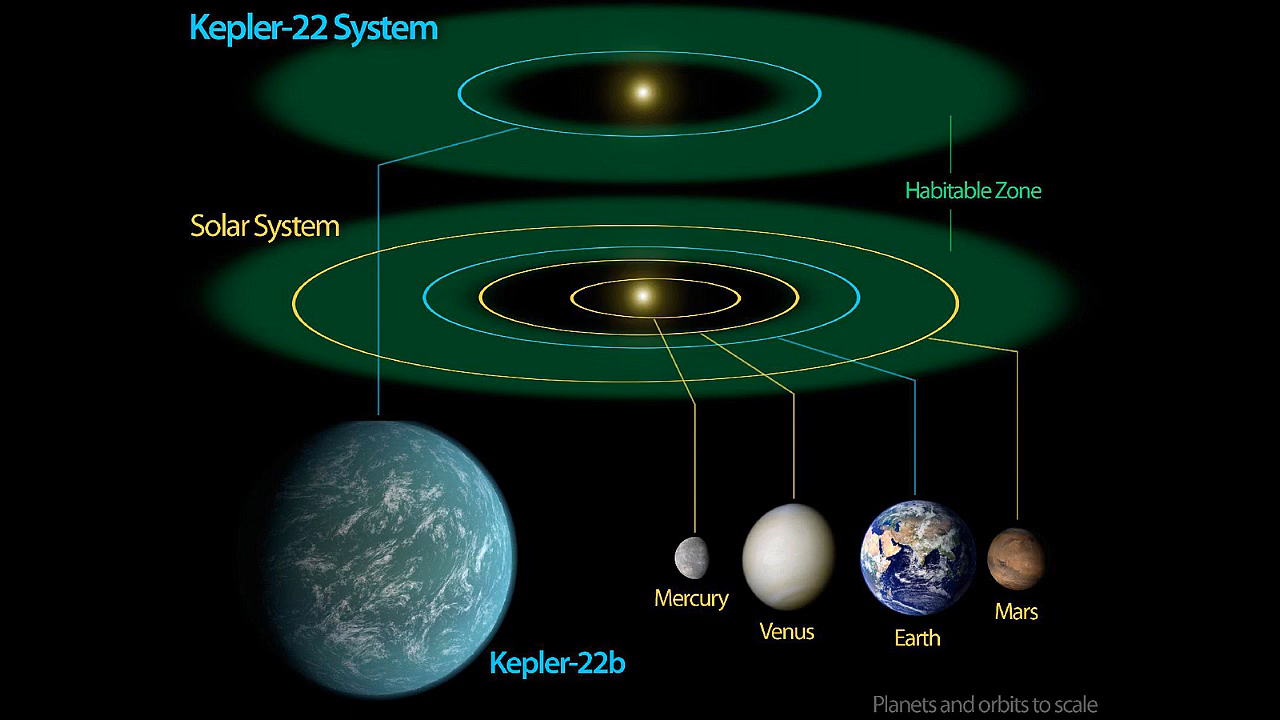 Kepler-22 System
Habitable Zone
Solar System
Mercury
Venus
Earth
Mars
Kepler-22b
Planets and orbits to scale